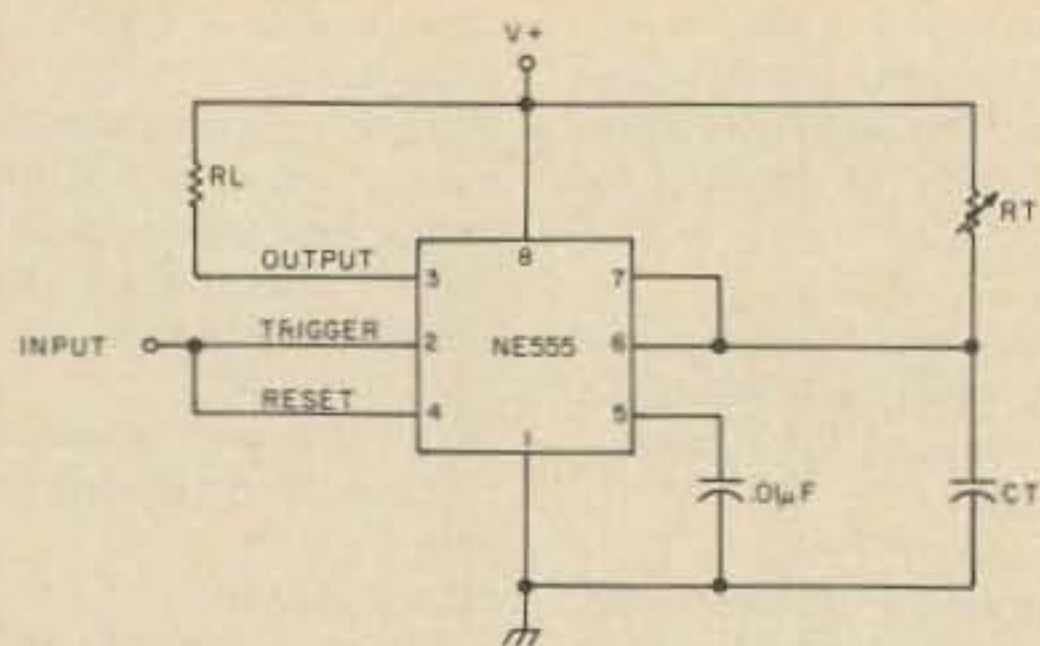 V+
RL
RT
OUTPUT
3
8
7
INPUT
TRIGGER
2
NE555
6
RESET
4
5
1
.01µF
CT